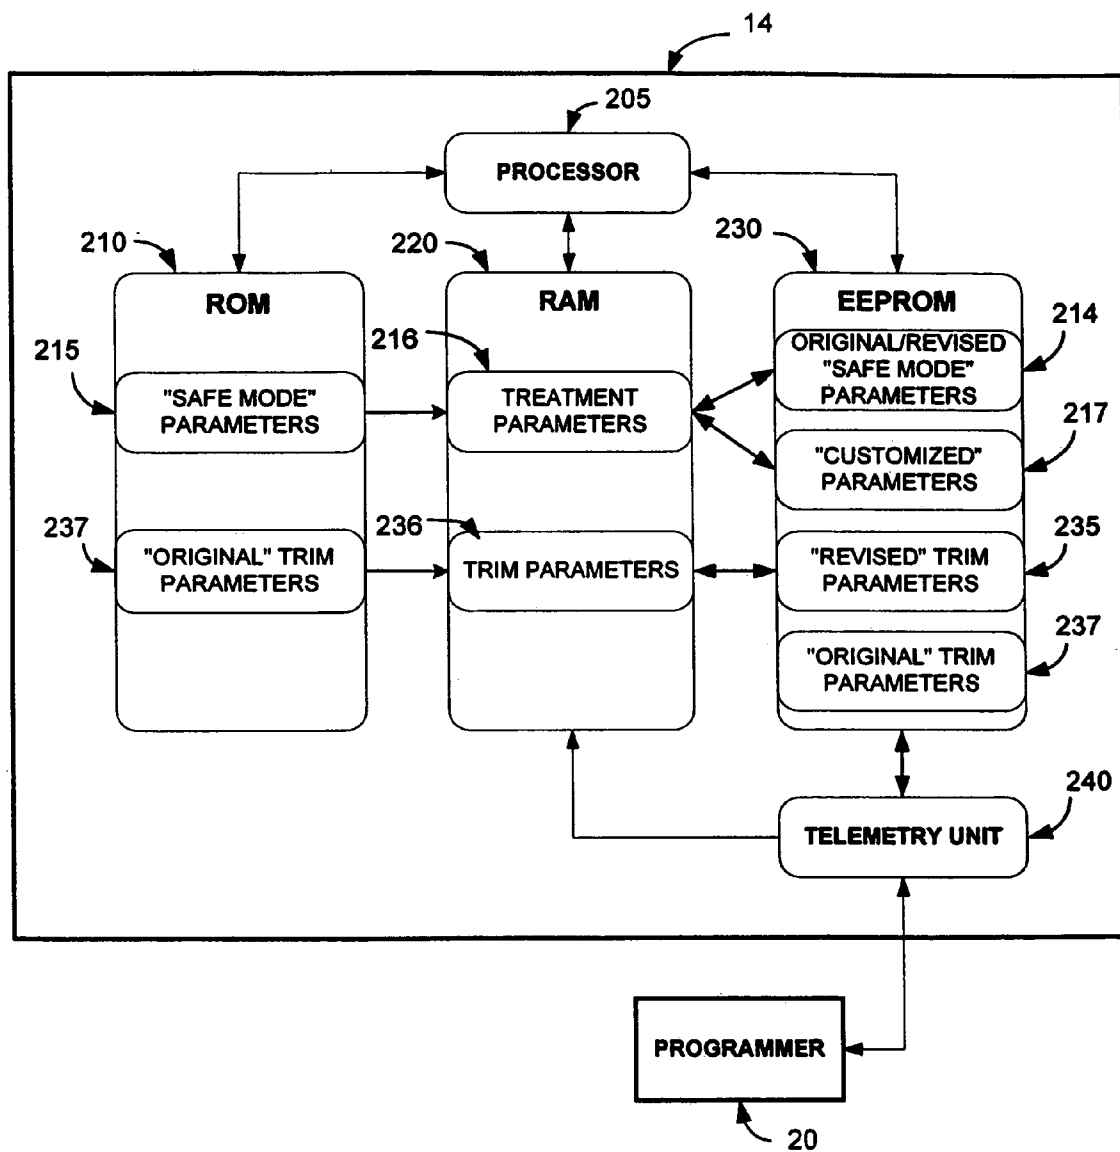 14
205
PROCESSOR
210
220
230
ROM
RAM
EEPROM
215
216
214
"SAFE MODE"
PARAMETERS
TREATMENT
PARAMETERS
ORIGINAL/REVISED
"SAFE MODE"
PARAMETERS
217
"CUSTOMIZED"
PARAMETERS
237
236
235
"ORIGINAL" TRIM
PARAMETERS
TRIM PARAMETERS
"REVISED" TRIM
PARAMETERS
237
"ORIGINAL" TRIM
PARAMETERS
240
TELEMETRY UNIT
PROGRAMMER
20